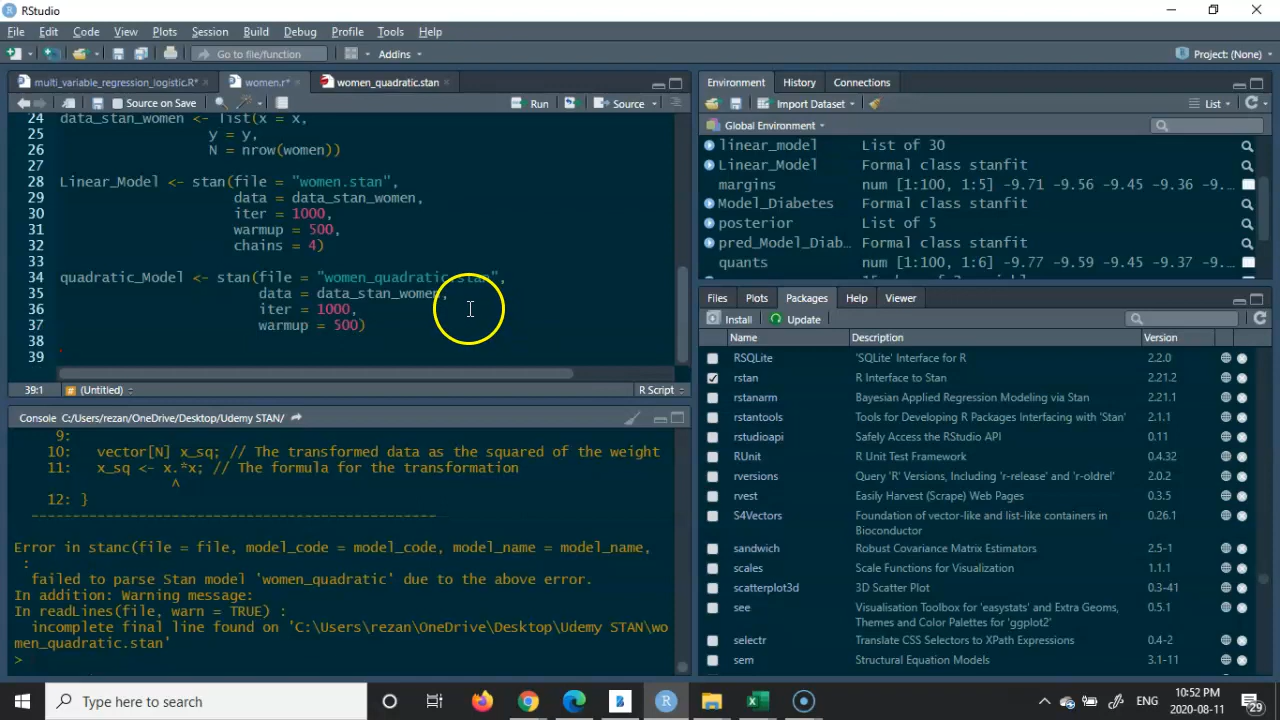 RStudio
File Edit Code View Plots Session Build Debug Profile Tools Help
Go to file/function Addins Project: (None)
multi_variable_regression_logistic.R* women.r* women_quadratic.stan
Source on Save Run Source
24 data_stan_women <- list(x = x,
25 y = y,
26 N = nrow(women))
27
28 Linear_Model <- stan(file = "women.stan",
29 data = data_stan_women,
30 iter = 1000,
31 warmup = 500,
32 chains = 4)
33
34 quadratic_Model <- stan(file = "women_quadratic.stan",
35 data = data_stan_women,
36 iter = 1000,
37 warmup = 500)
38
39
39:1 (Untitled) R Script
Console C:/Users/rezan/OneDrive/Desktop/Udemy STAN/
9:
10: vector[N] x_sq; // The transformed data as the squared of the weight
11: x_sq <- x.*x; // The formula for the transformation
^
12: }
-------------------------------------------------
Error in stanc(file = file, model_code = model_code, model_name = model_name,
:
failed to parse Stan model 'women_quadratic' due to the above error.
In addition: Warning message:
In readLines(file, warn = TRUE) :
incomplete final line found on 'C:\Users\rezan\OneDrive\Desktop\Udemy STAN\wo
men_quadratic.stan'
>
Environment History Connections
Import Dataset List
Global Environment
linear_model List of 30
Linear_Model Formal class stanfit
margins num [1:100, 1:5] -9.71 -9.56 -9.45 -9.36 -9...
Model_Diabetes Formal class stanfit
posterior List of 5
pred_Model_Diab… Formal class stanfit
quants num [1:100, 1:6] -9.77 -9.59 -9.45 -9.37 -9...
Files Plots Packages Help Viewer
Install Update
Name Description Version
RSQLite 'SQLite' Interface for R 2.2.0
rstan R Interface to Stan 2.21.2
rstanarm Bayesian Applied Regression Modeling via Stan 2.21.1
rstantools Tools for Developing R Packages Interfacing with 'Stan' 2.1.1
rstudioapi Safely Access the RStudio API 0.11
RUnit R Unit Test Framework 0.4.32
rversions Query 'R' Versions, Including 'r-release' and 'r-oldrel' 2.0.2
rvest Easily Harvest (Scrape) Web Pages 0.3.5
S4Vectors Foundation of vector-like and list-like containers in 0.26.1
Bioconductor
sandwich Robust Covariance Matrix Estimators 2.5-1
scales Scale Functions for Visualization 1.1.1
scatterplot3d 3D Scatter Plot 0.3-41
see Visualisation Toolbox for 'easystats' and Extra Geoms, 0.5.1
Themes and Color Palettes for 'ggplot2'
selectr Translate CSS Selectors to XPath Expressions 0.4-2
sem Structural Equation Models 3.1-11
Type here to search
ENG 10:52 PM
2020-08-11
29